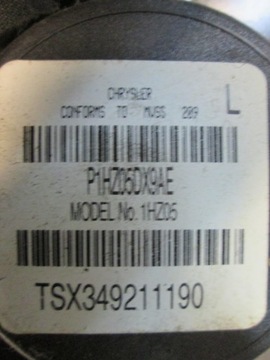 CHRYSLER
CONFORMS TO MVSS 209
L
P1HZ05DX9AE
MODEL No. 1HZ05
TSX349211190